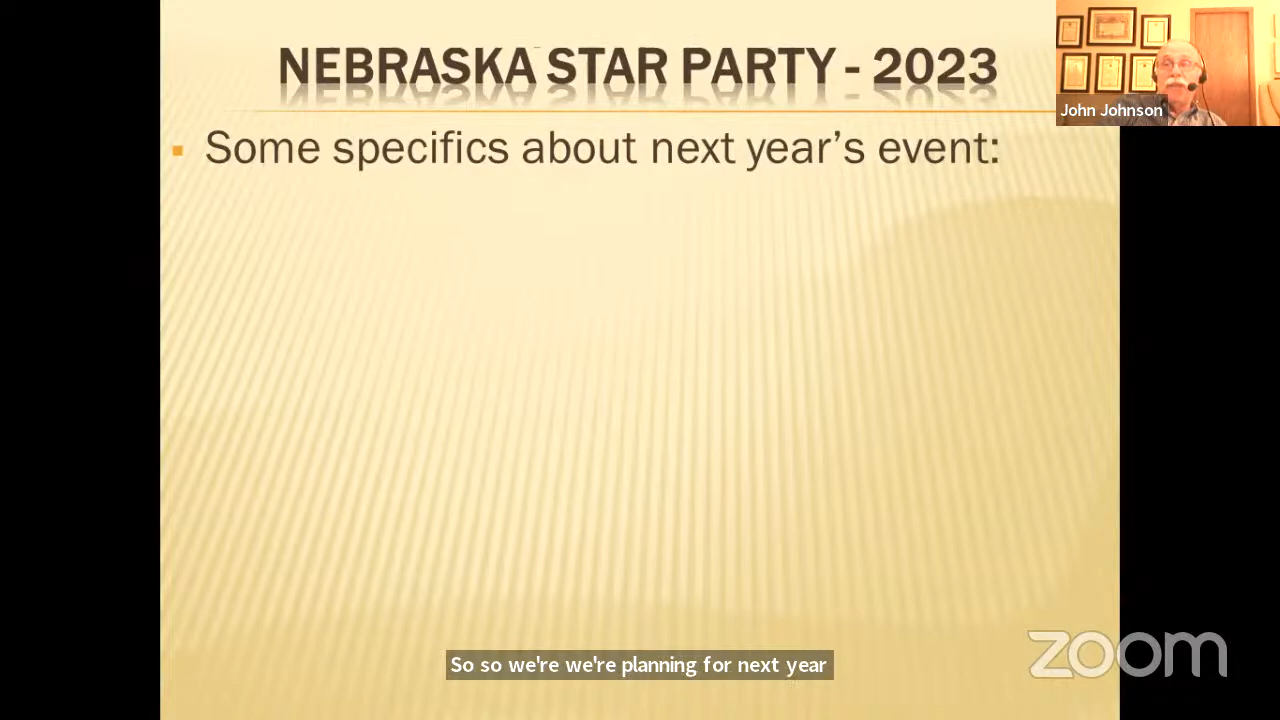 NEBRASKA STAR PARTY - 2023
John Johnson
Some specifics about next year's event:
So so we're we're planning for next year
zoom